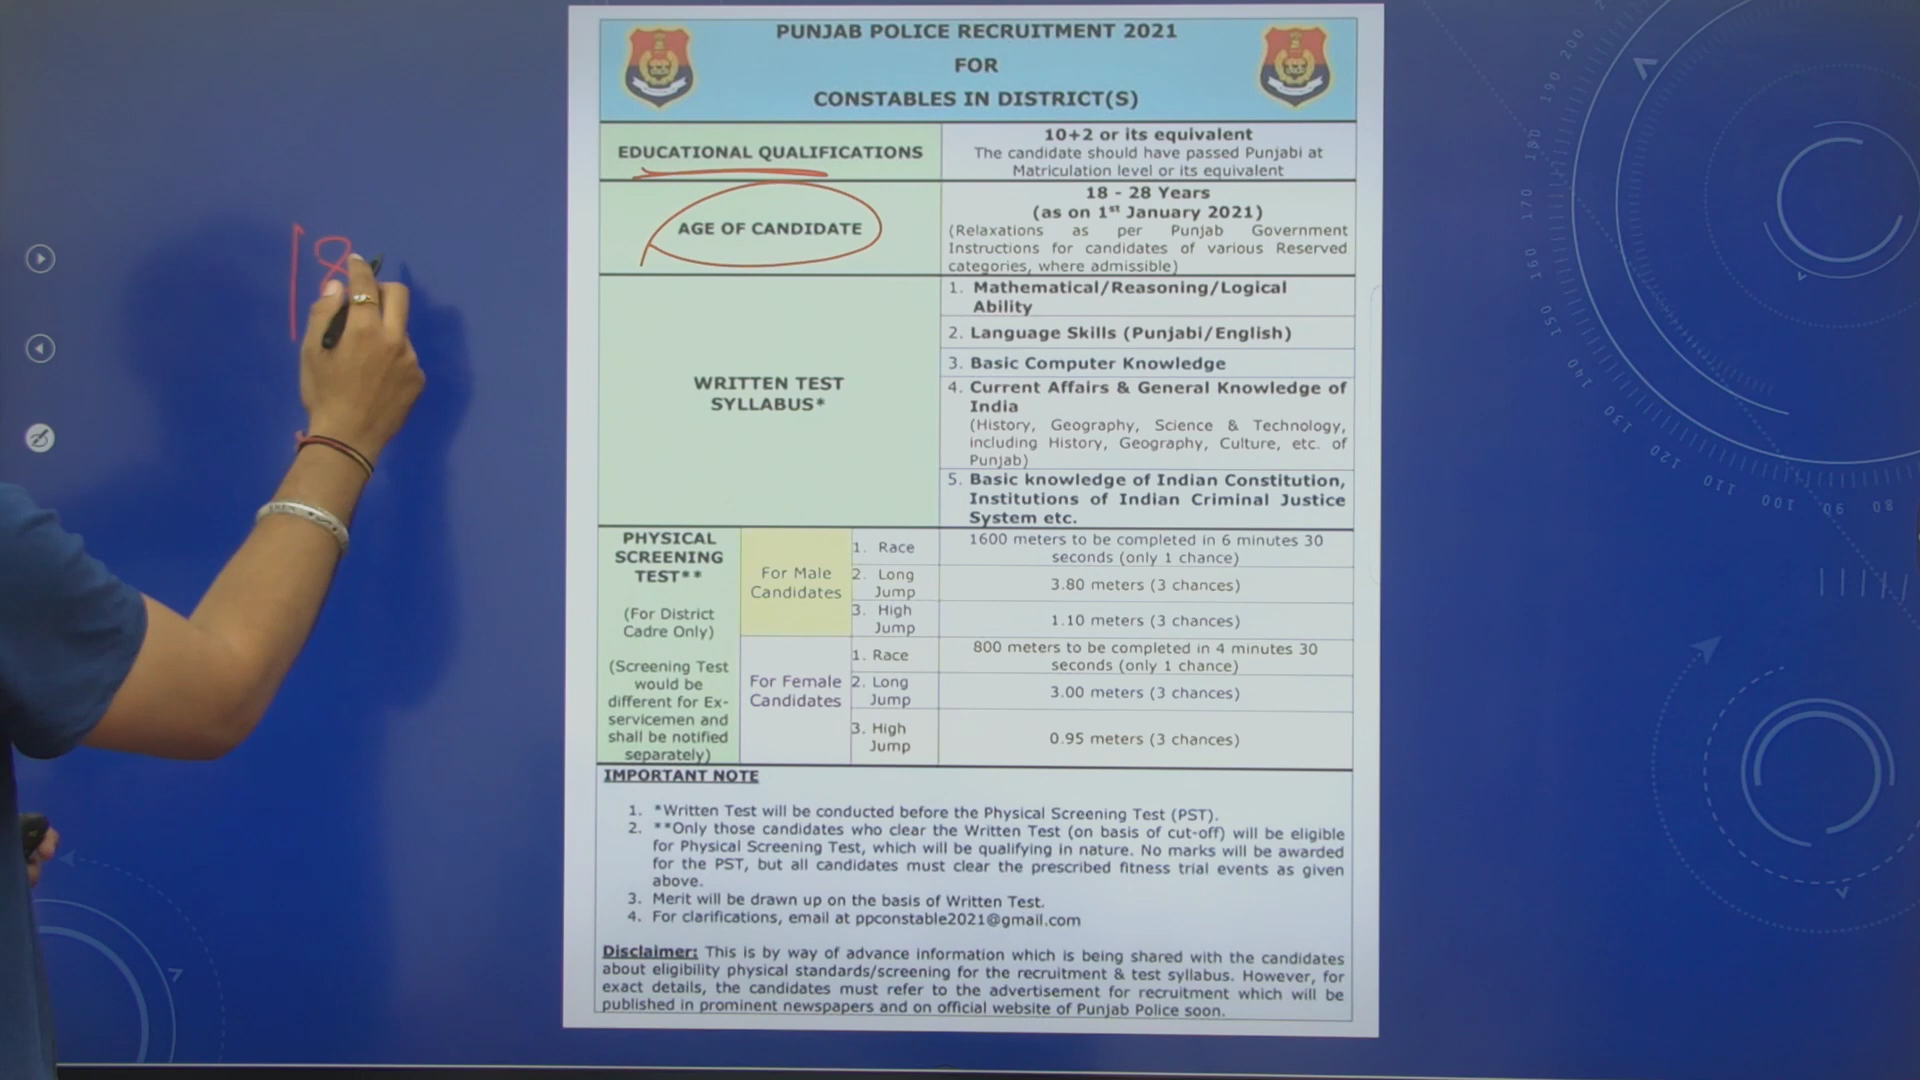 PUNJAB POLICE RECRUITMENT 2021
FOR
CONSTABLES IN DISTRICT(S)
EDUCATIONAL QUALIFICATIONS
10+2 or its equivalent
The candidate should have passed Punjabi at
Matriculation level or its equivalent
AGE OF CANDIDATE
18 - 28 Years
(as on 1st January 2021)
(Relaxations as per Punjab Government
Instructions for candidates of various Reserved
categories, where admissible)
18
WRITTEN TEST
SYLLABUS*
1. Mathematical/Reasoning/Logical
Ability
2. Language Skills (Punjabi/English)
3. Basic Computer Knowledge
4. Current Affairs & General Knowledge of
India
(History, Geography, Science & Technology,
including History, Geography, Culture, etc. of
Punjab)
5. Basic knowledge of Indian Constitution,
Institutions of Indian Criminal Justice
System etc.
PHYSICAL
SCREENING
TEST**
(For District
Cadre Only)
(Screening Test
would be
different for Ex-
servicemen and
shall be notified
separately)
For Male
Candidates
1. Race
1600 meters to be completed in 6 minutes 30
seconds (only 1 chance)
2. Long
Jump
3.80 meters (3 chances)
3. High
Jump
1.10 meters (3 chances)
For Female
Candidates
1. Race
800 meters to be completed in 4 minutes 30
seconds (only 1 chance)
2. Long
Jump
3.00 meters (3 chances)
3. High
Jump
0.95 meters (3 chances)
IMPORTANT NOTE
1. *Written Test will be conducted before the Physical Screening Test (PST).
2. **Only those candidates who clear the Written Test (on basis of cut-off) will be eligible
for Physical Screening Test, which will be qualifying in nature. No marks will be awarded
for the PST, but all candidates must clear the prescribed fitness trial events as given
above.
3. Merit will be drawn up on the basis of Written Test.
4. For clarifications, email at ppconstable2021@gmail.com
Disclaimer: This is by way of advance information which is being shared with the candidates
about eligibility physical standards/screening for the recruitment & test syllabus. However, for
exact details, the candidates must refer to the advertisement for recruitment which will be
published in prominent newspapers and on official website of Punjab Police soon.
200
190
180
170
160
150
140
130
120
110
100
90
80